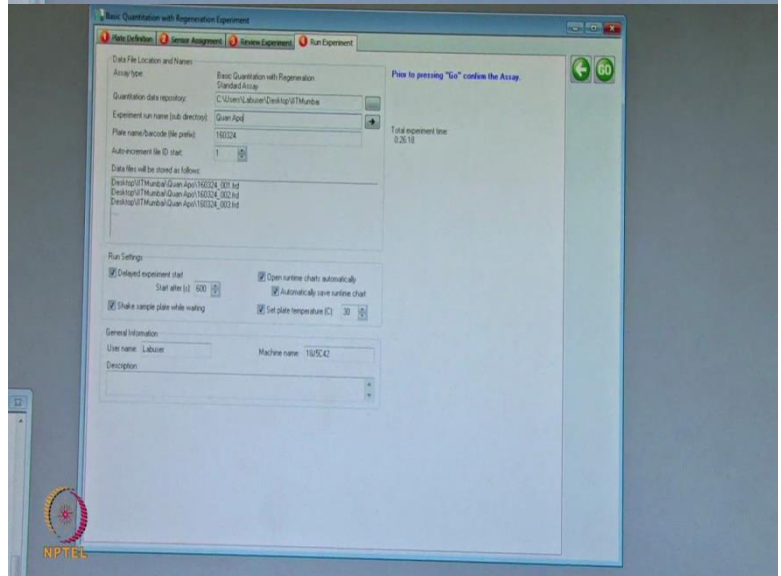 Basic Quantitation with Regeneration Experiment
Plate Definition Sensor Assignment Review Experiment Run Experiment
Data File Location and Names
Assay type: Basic Quantitation with Regeneration
Standard Assay
Quantitation data repository: C:\Users\Labuser\Desktop\IITMumbai
Experiment run name (sub directory): Quan Apo
Plate name/barcode (file prefix): 160324
Auto-increment file ID start: 1
Data files will be stored as follows:
Desktop\IITMumbai\Quan Apo\160324_001.frd
Desktop\IITMumbai\Quan Apo\160324_002.frd
Desktop\IITMumbai\Quan Apo\160324_003.frd
...
Prior to pressing "Go" confirm the Assay.
Total experiment time:
0:26:18
GO
Run Settings
Delayed experiment start
Start after (s): 600
Shake sample plate while waiting
Open runtime charts automatically
Automatically save runtime chart
Set plate temperature (C): 30
General Information
User name: Labuser
Machine name:
Description:
NPTEL